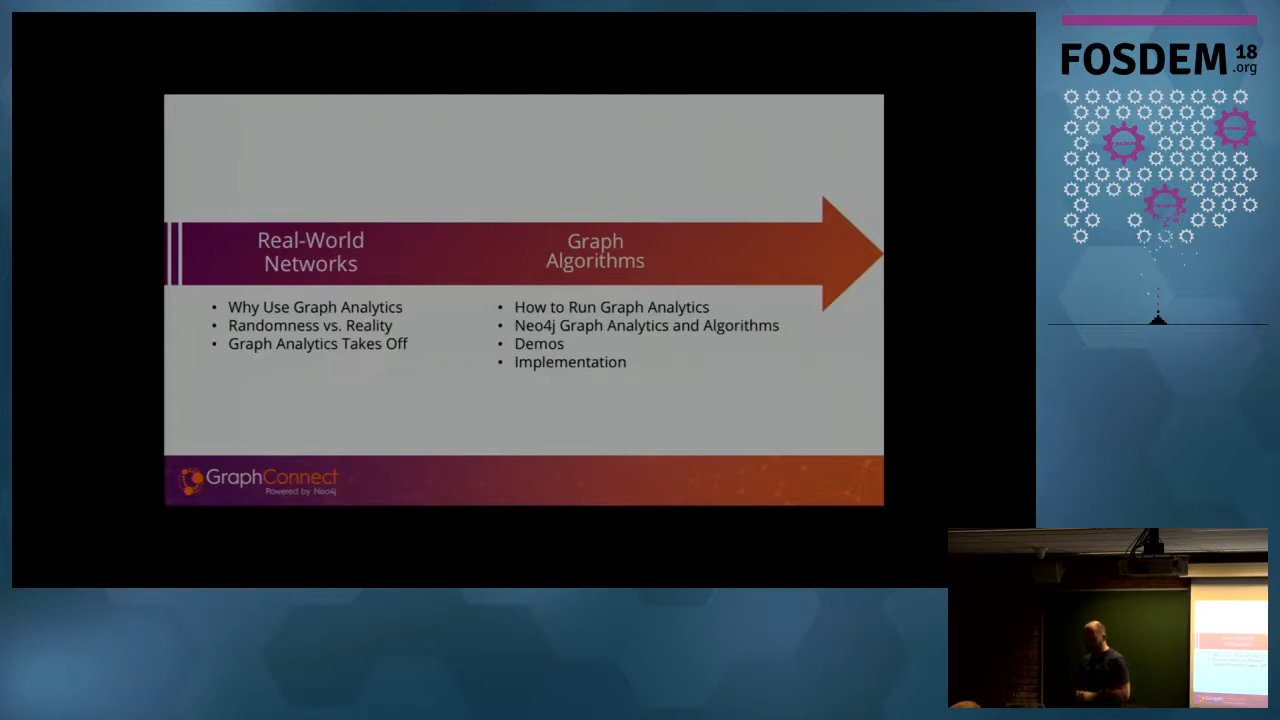 FOSDEM 18
.org
Real-World
Networks
Graph
Algorithms
• Why Use Graph Analytics
• Randomness vs. Reality
• Graph Analytics Takes Off
• How to Run Graph Analytics
• Neo4j Graph Analytics and Algorithms
• Demos
• Implementation
GraphConnect
Powered by Neo4j